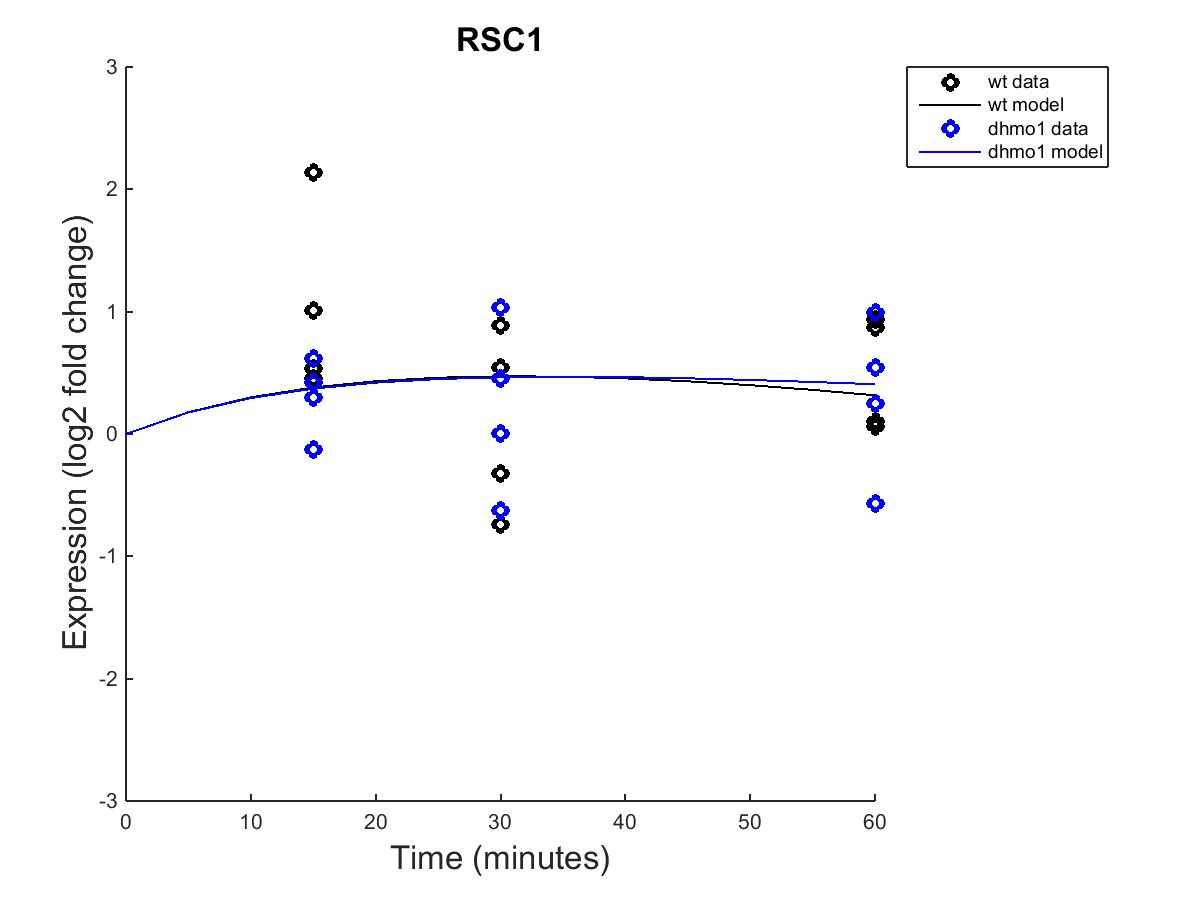 RSC1
wt data
wt model
dhmo1 data
dhmo1 model
Expression (log2 fold change)
3
2
1
0
-1
-2
-3
0 10 20 30 40 50 60
Time (minutes)